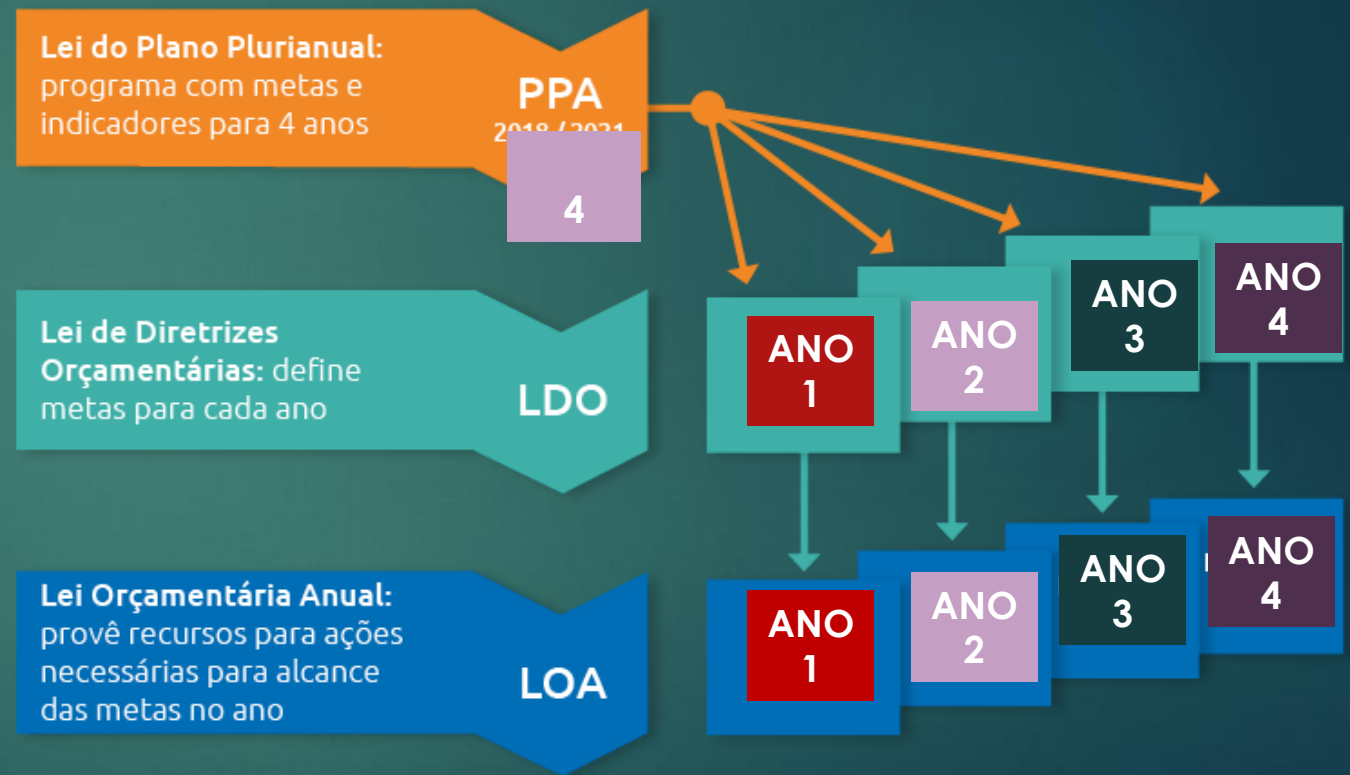 Lei do Plano Plurianual:
programa com metas e
indicadores para 4 anos
PPA
2018 / 2021
4
Lei de Diretrizes
Orçamentárias: define
metas para cada ano
LDO
ANO
1
ANO
2
ANO
3
ANO
4
Lei Orçamentária Anual:
provê recursos para ações
necessárias para alcance
das metas no ano
LOA
ANO
1
ANO
2
ANO
3
ANO
4